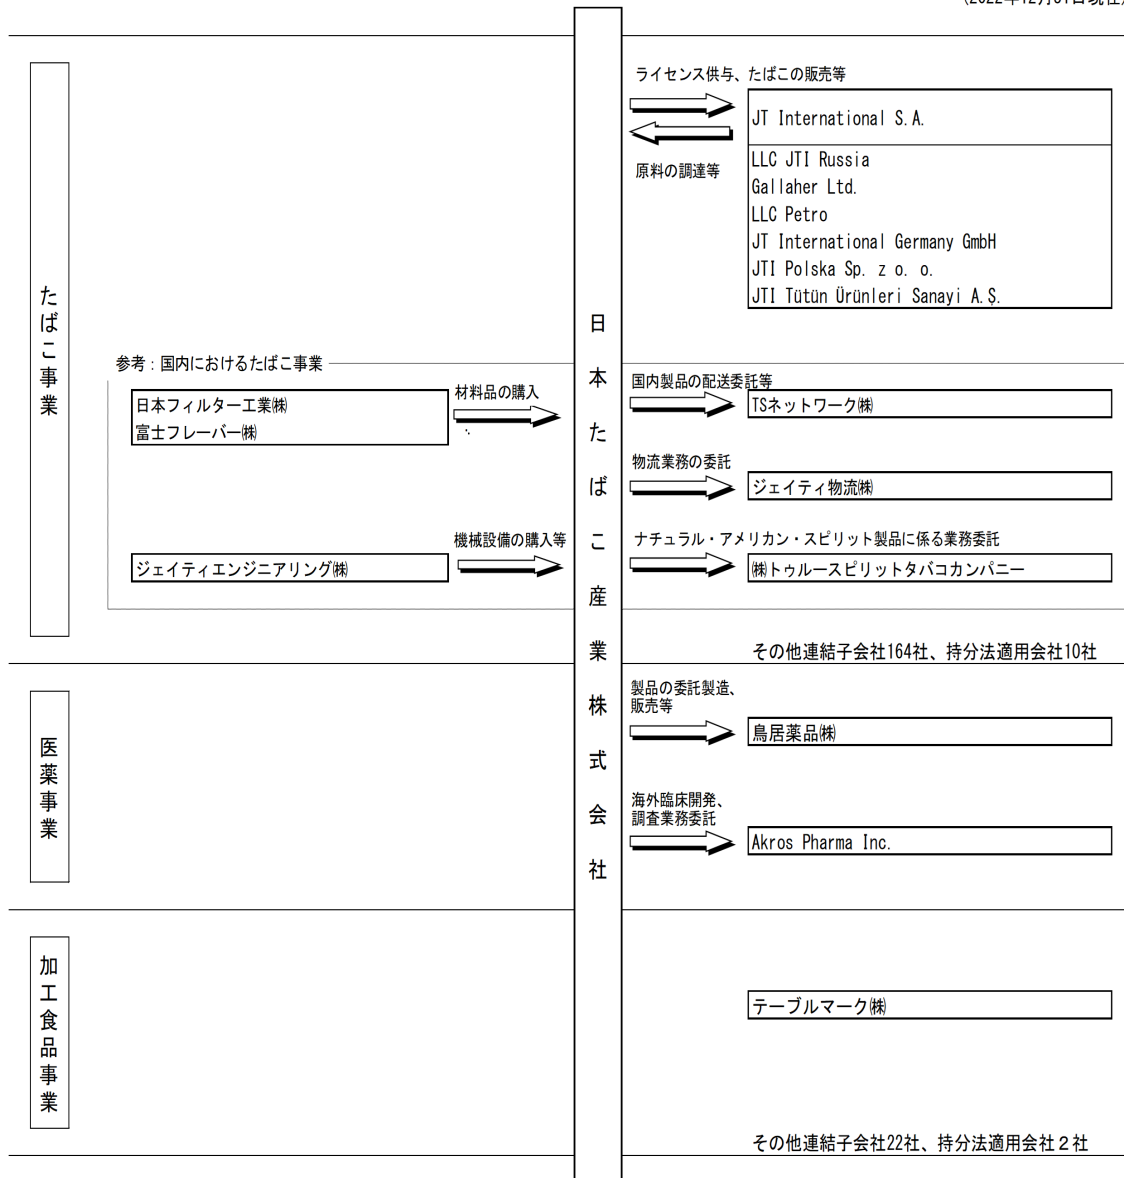 (2022年12月31日現在)
たばこ事業
ライセンス供与、たばこの販売等
JT International S.A.
原料の調達等
LLC JTI Russia
Gallaher Ltd.
LLC Petro
JT International Germany GmbH
JTI Polska Sp. z o. o.
JTI Tütün Ürünleri Sanayi A.Ş.
日本たばこ産業株式会社
参考:国内におけるたばこ事業
日本フィルター工業㈱
富士フレーバー㈱
材料品の購入
国内製品の配送委託等
TSネットワーク㈱
物流業務の委託
ジェイティ物流㈱
ジェイティエンジニアリング㈱
機械設備の購入等
ナチュラル・アメリカン・スピリット製品に係る業務委託
㈱トゥルースピリットタバコカンパニー
その他連結子会社164社、持分法適用会社10社
医薬事業
製品の委託製造、
販売等
鳥居薬品㈱
海外臨床開発、
調査業務委託
Akros Pharma Inc.
加工食品事業
テーブルマーク㈱
その他連結子会社22社、持分法適用会社2社